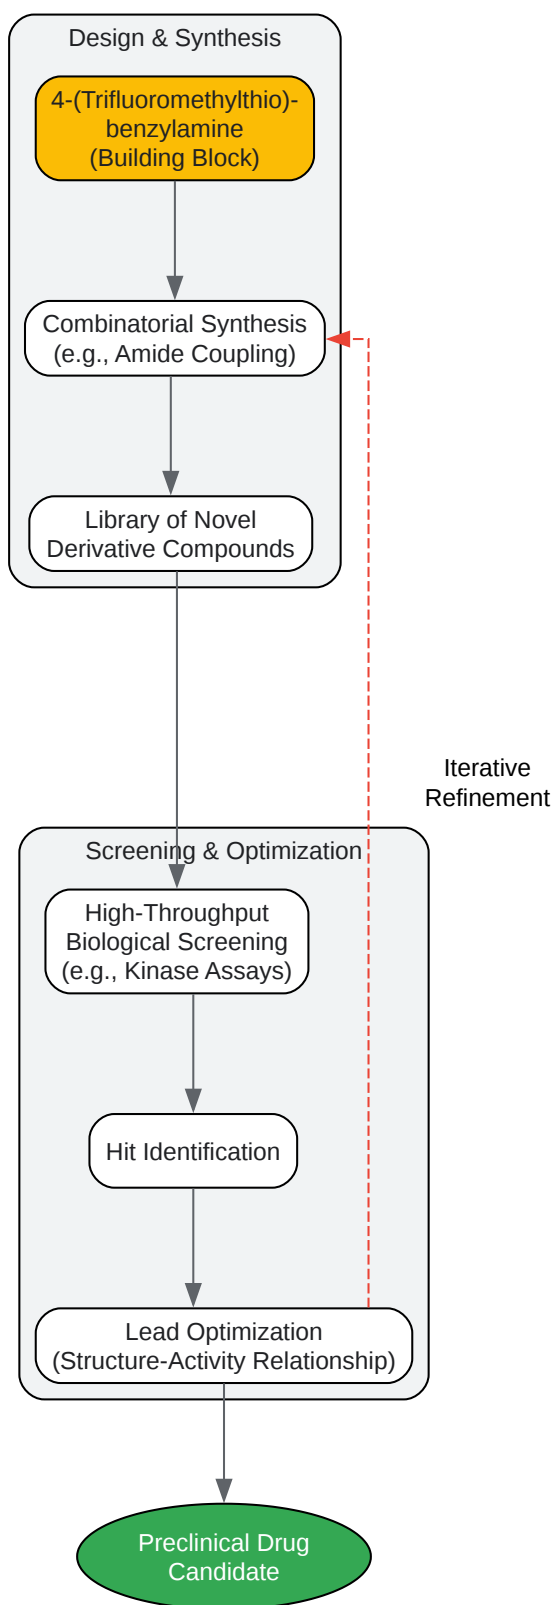 Design & Synthesis
4-(Trifluoromethylthio)-
benzylamine
(Building Block)
Combinatorial Synthesis
(e.g., Amide Coupling)
Library of Novel
Derivative Compounds
Iterative
Refinement
Screening & Optimization
High-Throughput
Biological Screening
(e.g., Kinase Assays)
Hit Identification
Lead Optimization
(Structure-Activity Relationship)
Preclinical Drug
Candidate